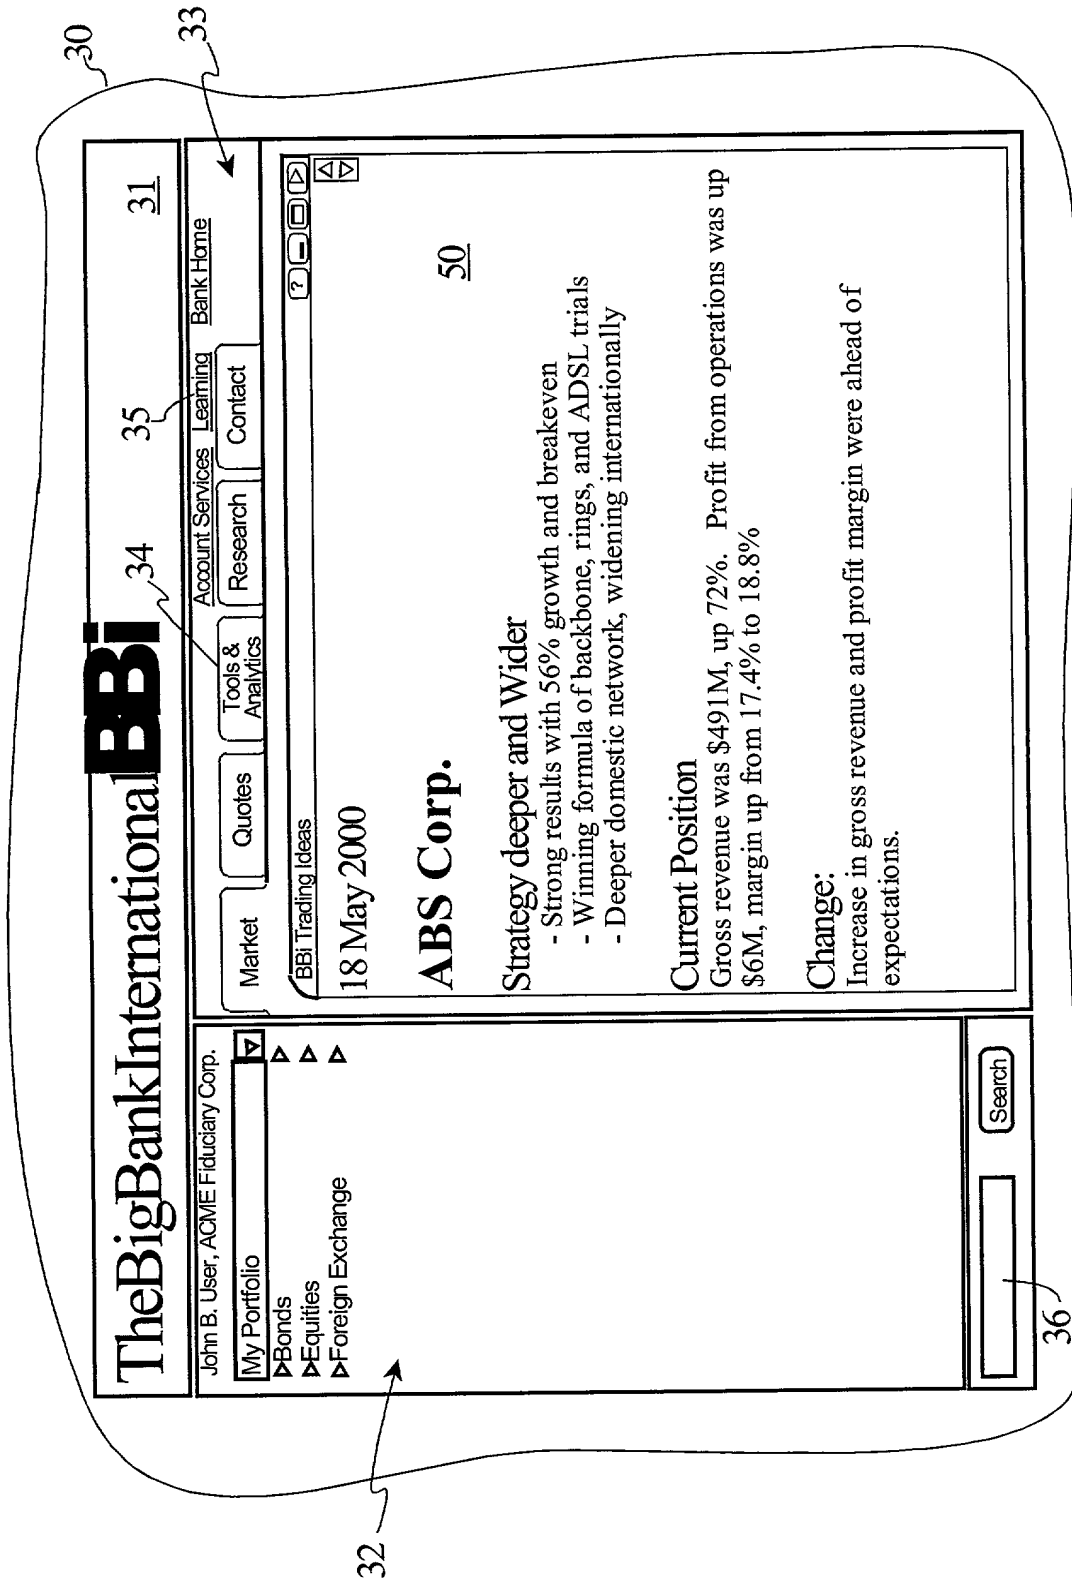 30
TheBigBankInternational BBi
31
33
34
35
John B. User, ACME Fiduciary Corp.
Account Services Learning Bank Home
My Portfolio
Market Quotes Tools & Analytics Research Contact
Bonds
Equities
Foreign Exchange
BBi Trading Ideas
?
18 May 2000
ABS Corp.
50
Strategy deeper and Wider
- Strong results with 56% growth and breakeven
- Winning formula of backbone, rings, and ADSL trials
- Deeper domestic network, widening internationally
Current Position
Gross revenue was $491M, up 72%. Profit from operations was up
$6M, margin up from 17.4% to 18.8%
Change:
Increase in gross revenue and profit margin were ahead of
expectations.
32
Search
36